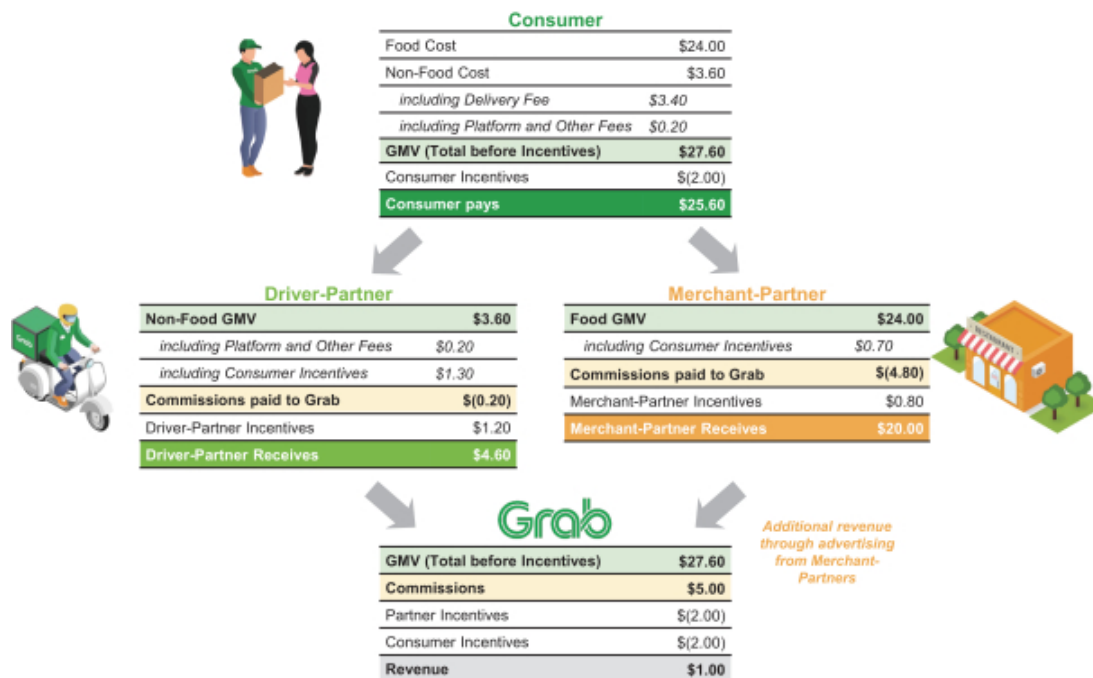 Consumer
Food Cost $24.00
Non-Food Cost $3.60
including Delivery Fee $3.40
including Platform and Other Fees $0.20
GMV (Total before Incentives) $27.60
Consumer Incentives $(2.00)
Consumer pays $25.60
Driver-Partner
Non-Food GMV $3.60
including Platform and Other Fees $0.20
including Consumer Incentives $1.30
Commissions paid to Grab $(0.20)
Driver-Partner Incentives $1.20
Driver-Partner Receives $4.60
Grab
Merchant-Partner
Food GMV $24.00
including Consumer Incentives $0.70
Commissions paid to Grab $(4.80)
Merchant-Partner Incentives $0.80
Merchant-Partner Receives $20.00
RESTAURANT
Grab
GMV (Total before Incentives) $27.60
Commissions $5.00
Partner Incentives $(2.00)
Consumer Incentives $(2.00)
Revenue $1.00
Additional revenue
through advertising
from Merchant-
Partners